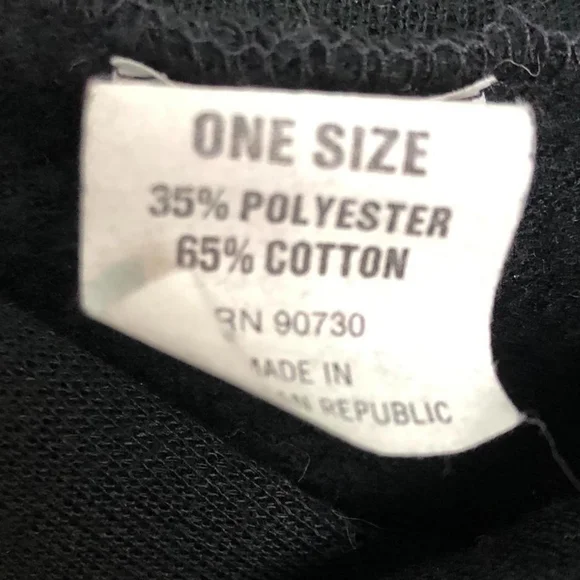 ONE SIZE
35% POLYESTER
65% COTTON
RN 90730
MADE IN
REPUBLIC